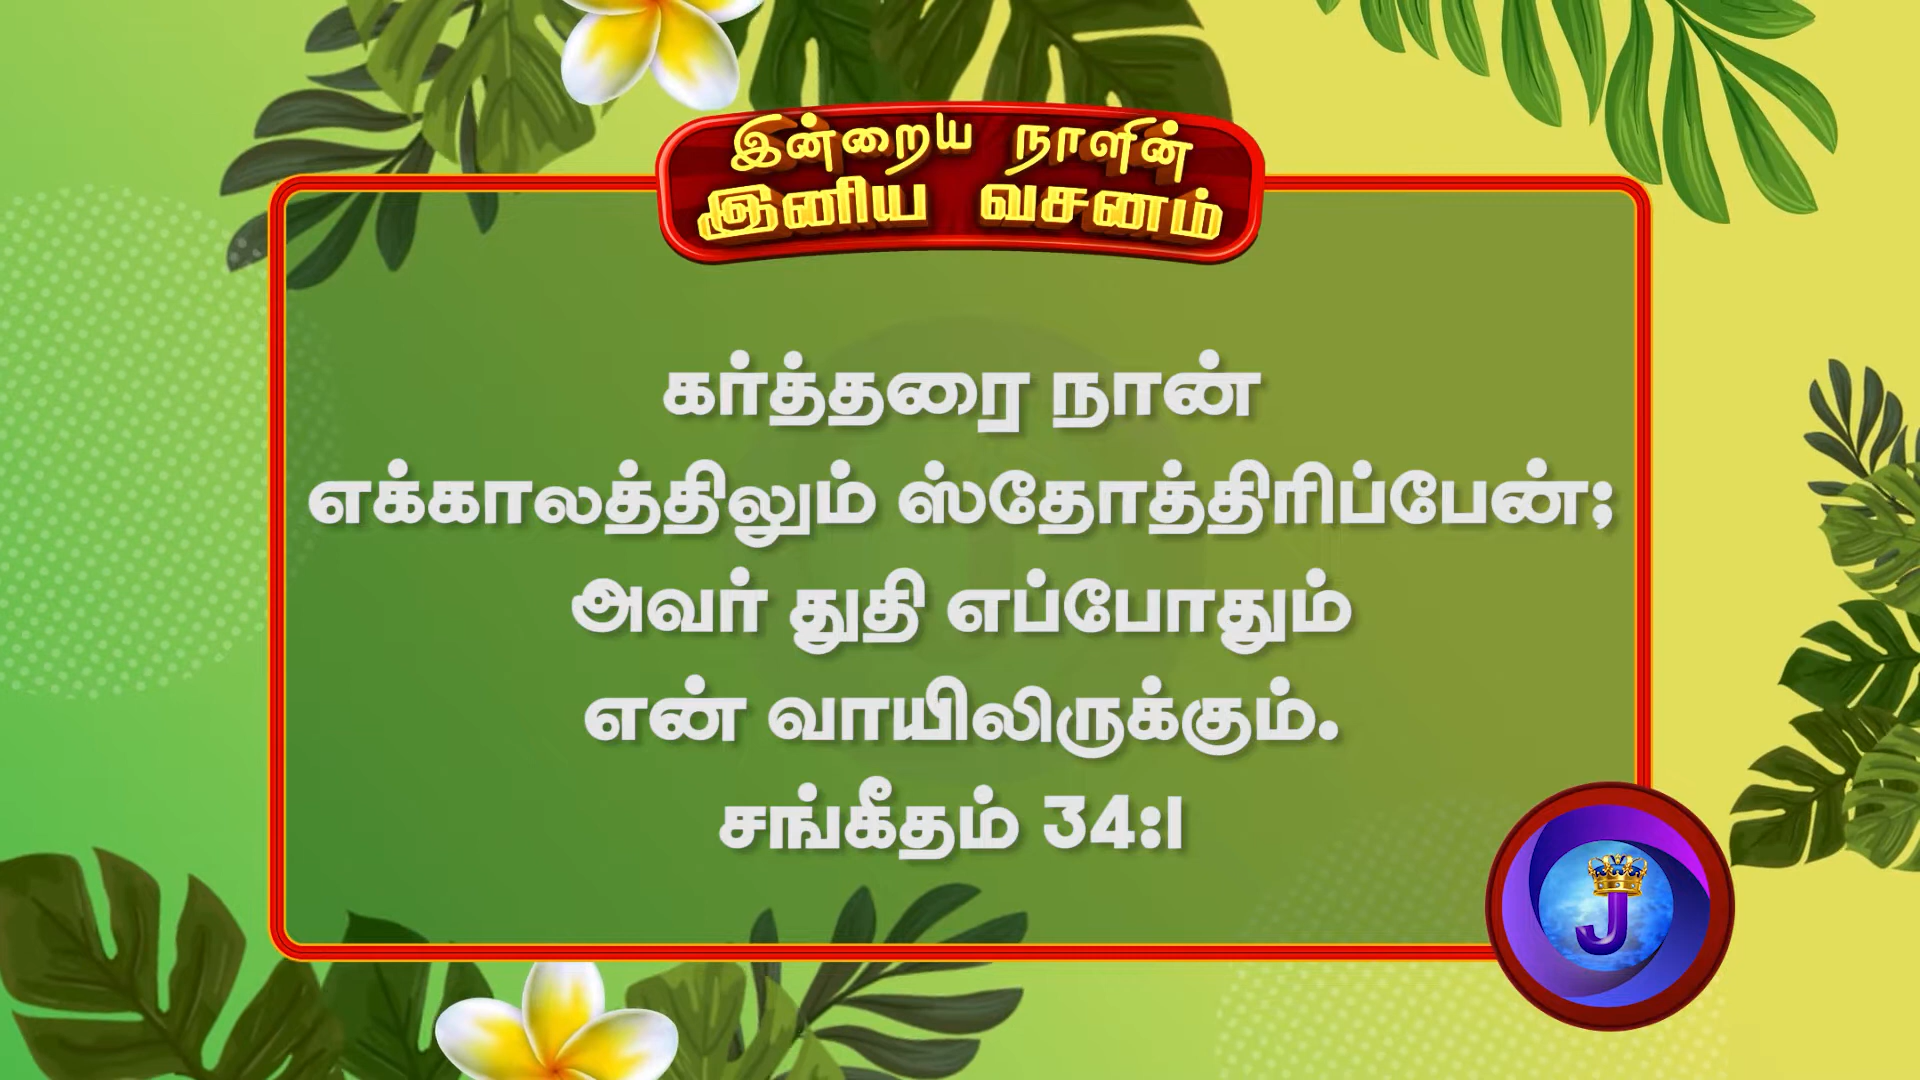 இன்றைய நாளின்
இனிய வசனம்
கர்த்தரை நான்
எக்காலத்திலும் ஸ்தோத்திரிப்பேன்;
அவர் துதி எப்போதும்
என் வாயிலிருக்கும்.
சங்கீதம் 34:1
J